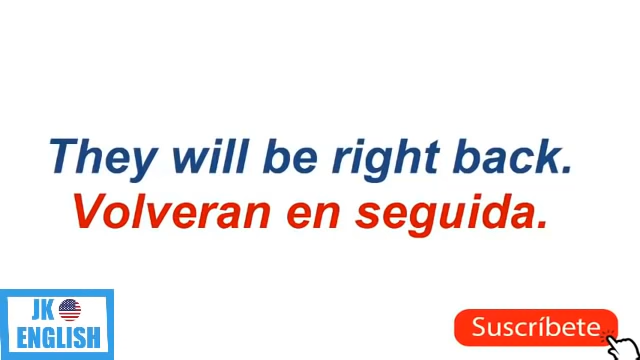 They will be right back.
Volveran en seguida.
JK
ENGLISH
Suscríbete